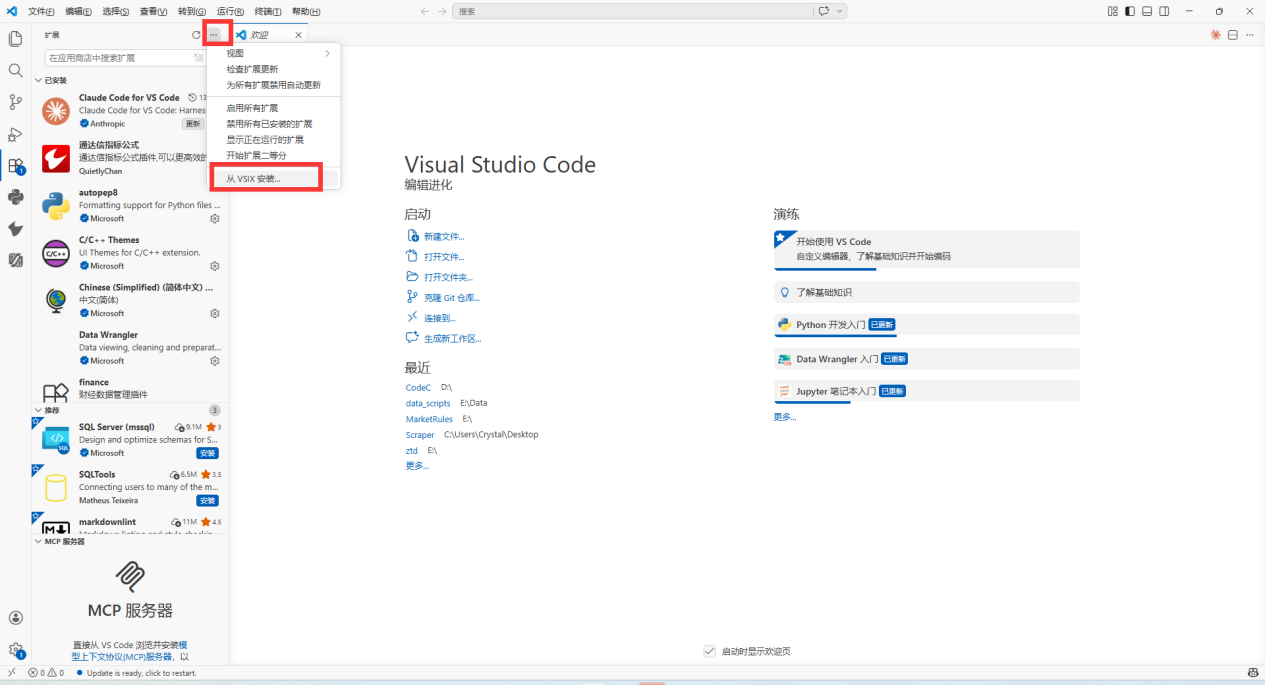 文件(F) 编辑(E) 选择(S) 查看(V) 转到(G) 运行(R) 终端(T) 帮助(H)
搜索
扩展
欢迎
在应用商店中搜索扩展
已安装
Claude Code for VS Code 13
Claude Code for VS Code: Harnes
Anthropic 更新
通达信指标公式
通达信指标公式插件,可以更高效的
QuietlyChan
autopep8
Formatting support for Python files ...
Microsoft
C/C++
C/C++ Themes
UI Themes for C/C++ extension.
Microsoft
Chinese (Simplified) (简体中文) ...
中文(简体)
Microsoft
Data Wrangler
Data viewing, cleaning and preparat...
Microsoft
finance
财经数据管理插件
推荐 3
SQL Server (mssql) 9.1M 3
Design and optimize schemas for S...
Microsoft 安装
SQL
SQLTools 6.5M 3.5
Connecting users to many of the m...
Matheus Teixeira 安装
markdownlint 11M 4.5
Markdown linting and style checkin
MCP 服务器
MCP 服务器
直接从 VS Code 浏览并安装模
型上下文协议(MCP)服务器，以
视图
检查扩展更新
为所有扩展禁用自动更新
启用所有扩展
禁用所有已安装的扩展
显示正在运行的扩展
开始扩展二等分
从 VSIX 安装...
Visual Studio Code
编辑进化
启动
新建文件...
打开文件...
打开文件夹...
克隆 Git 仓库...
连接到...
生成新工作区...
最近
CodeC D:\
data_scripts E:\Data
MarketRules E:\
Scraper C:\Users\Crystal\Desktop
ztd E:\
更多...
演练
开始使用 VS Code
自定义编辑器、了解基础知识并开始编码
了解基础知识
Python 开发入门 已更新
Data Wrangler 入门 已更新
Jupyter 笔记本入门 已更新
更多...
启动时显示欢迎页
1
1
0 0 Update is ready, click to restart.